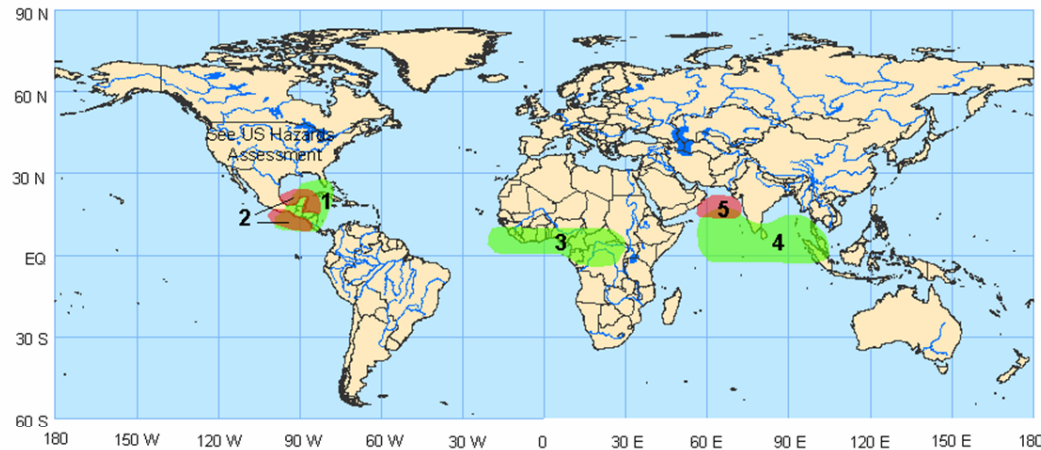 90 N
60 N
See US Hazards
Assessment
30 N
1
2
5
3
4
EQ
30 S
60 S
180
150 W
120 W
90 W
60 W
30 W
0
30 E
60 E
90 E
120 E
150 E
180